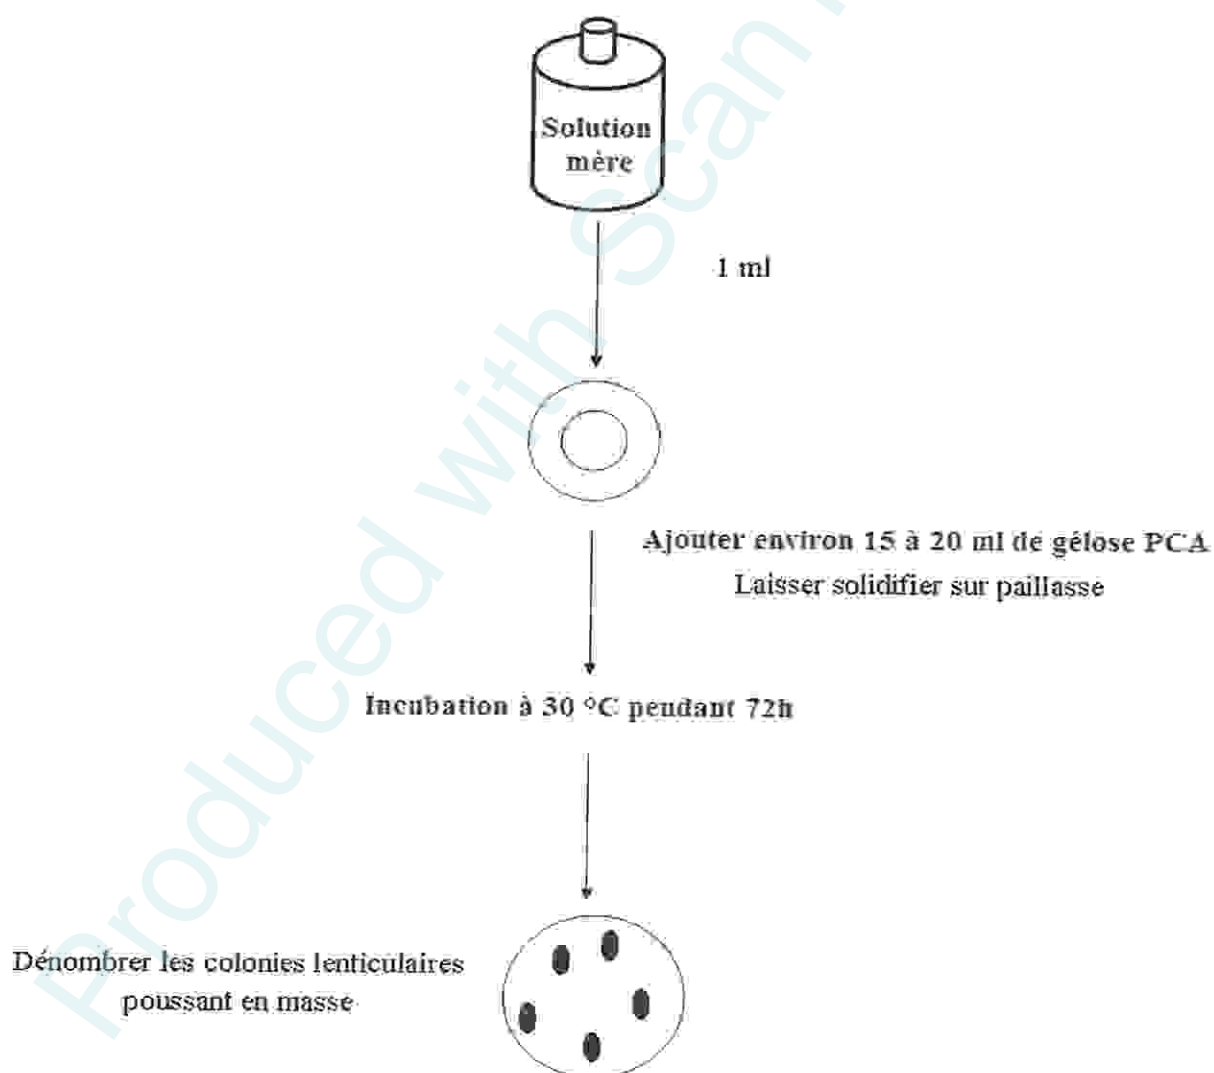 Solution
mère
1 ml
Ajouter environ 15 à 20 ml de gélose PCA
Laisser solidifier sur paillasse
Incubation à 30 °C pendant 72h
Dénombrer les colonies lenticulaires
poussant en masse
Produced with Scan